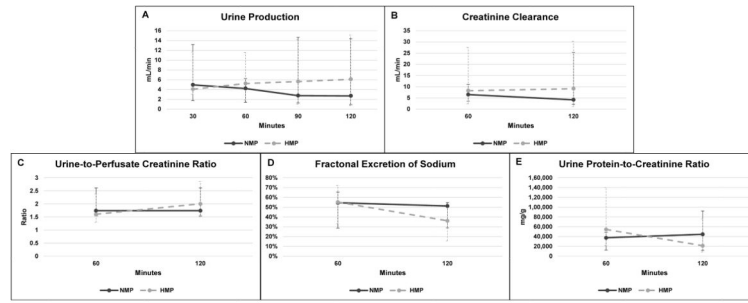 A
Urine Production
16
14
12
10
8
6
4
2
0
mL/min
30
60
90
120
Minutes
NMP
HMP
B
Creatinine Clearance
35
30
25
20
15
10
5
0
mL/min
60
120
Minutes
NMP
HMP
C
Urine-to-Perfusate Creatinine Ratio
3
2.5
2
1.5
1
0.5
0
Ratio
60
120
Minutes
NMP
HMP
D
Fractonal Excretion of Sodium
80%
70%
60%
50%
40%
30%
20%
10%
0%
60
120
Minutes
NMP
HMP
E
Urine Protein-to-Creatinine Ratio
1,60,000
1,40,000
1,20,000
1,00,000
80,000
60,000
40,000
20,000
0
mg/g
60
120
Minutes
NMP
HMP